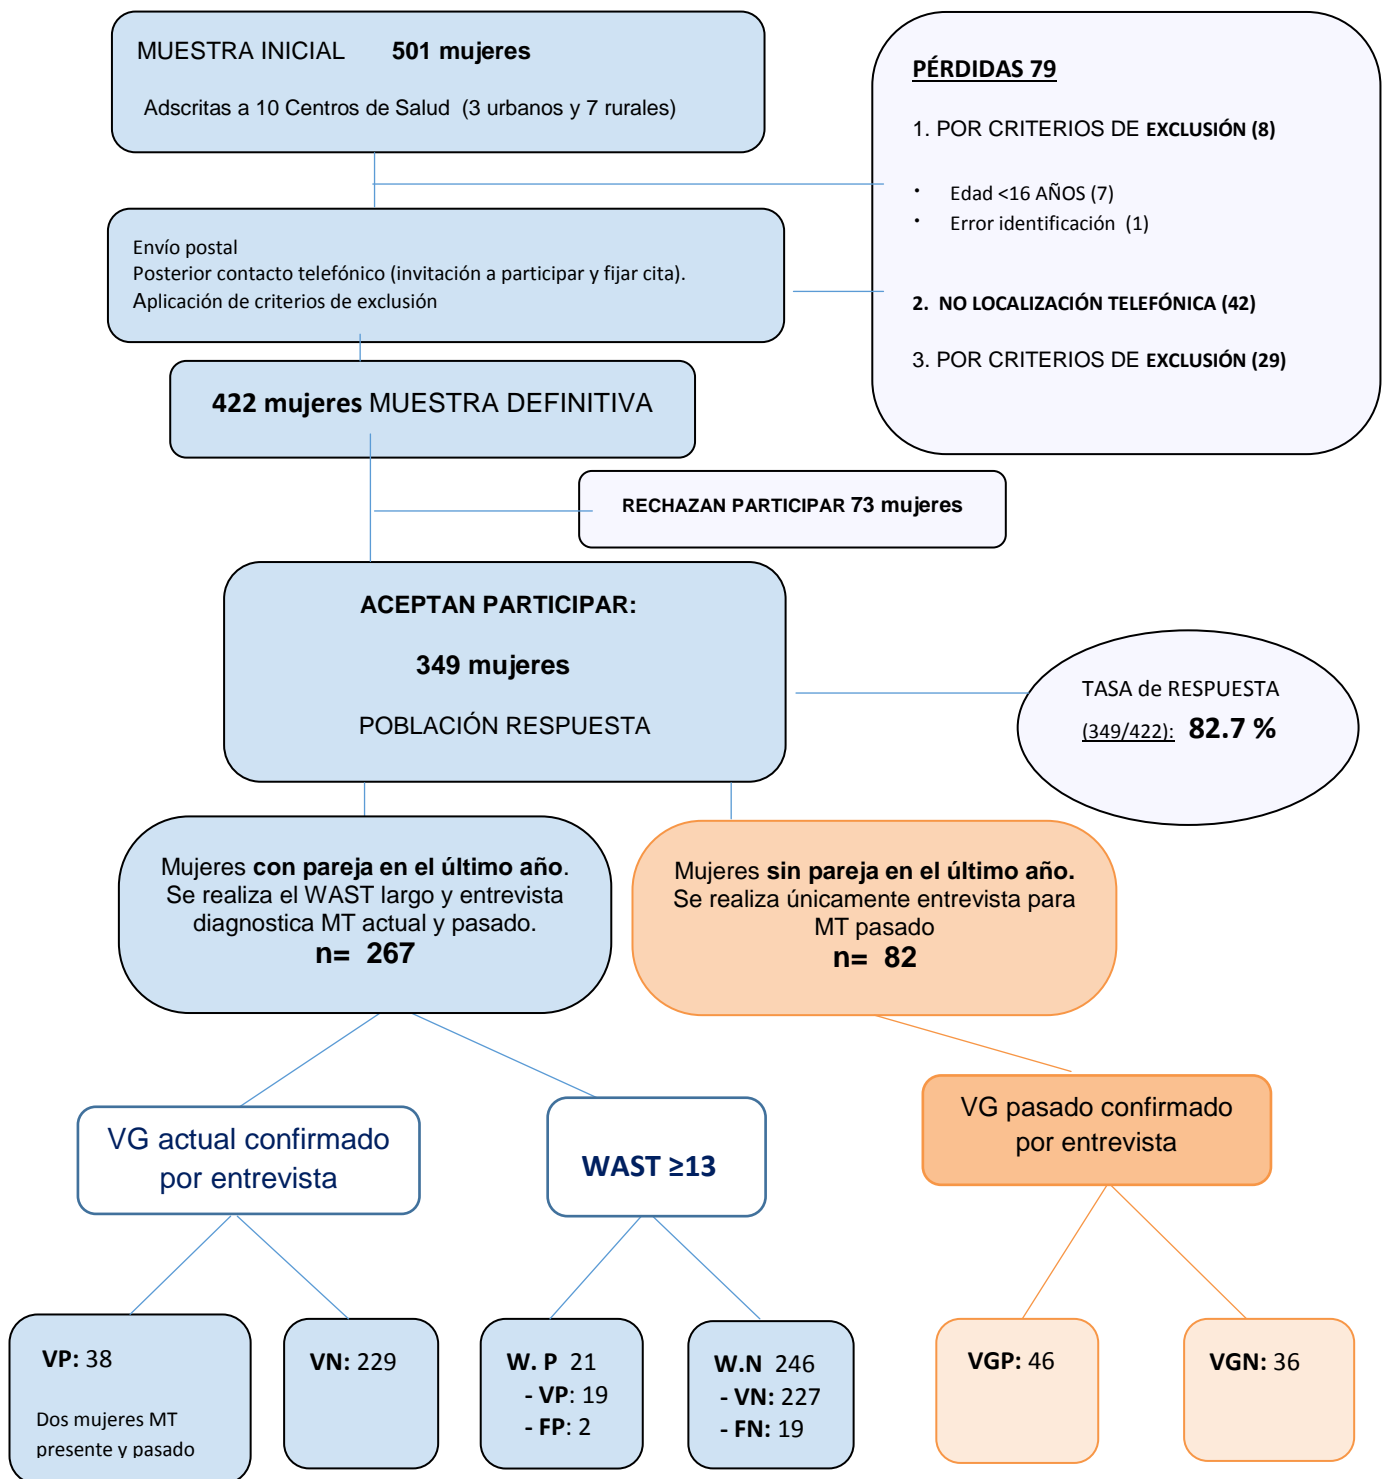 MUESTRA INICIAL 501 mujeres
Adscritas a 10 Centros de Salud (3 urbanos y 7 rurales)
PÉRDIDAS 79
1. POR CRITERIOS DE EXCLUSIÓN (8)
· Edad <16 AÑOS (7)
· Error identificación (1)
2. NO LOCALIZACIÓN TELEFÓNICA (42)
3. POR CRITERIOS DE EXCLUSIÓN (29)
Envío postal
Posterior contacto telefónico (invitación a participar y fijar cita).
Aplicación de criterios de exclusión
422 mujeres MUESTRA DEFINITIVA
RECHAZAN PARTICIPAR 73 mujeres
ACEPTAN PARTICIPAR:
349 mujeres
POBLACIÓN RESPUESTA
TASA de RESPUESTA
(349/422): 82.7 %
Mujeres con pareja en el último año.
Se realiza el WAST largo y entrevista
diagnostica MT actual y pasado.
n= 267
Mujeres sin pareja en el último año.
Se realiza únicamente entrevista para
MT pasado
n= 82
VG actual confirmado
por entrevista
WAST ≥13
VG pasado confirmado
por entrevista
VP: 38
Dos mujeres MT
presente y pasado
VN: 229
W. P 21
- VP: 19
- FP: 2
W.N 246
- VN: 227
- FN: 19
VGP: 46
VGN: 36